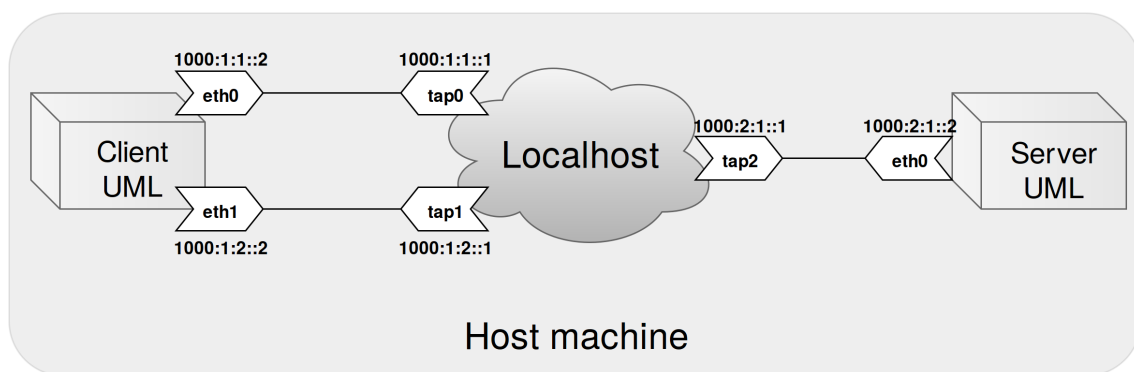 1000:1:1::2
1000:1:1::1
eth0
tap0
1000:2:1::1
1000:2:1::2
Client
UML
Localhost
tap2
eth0
Server
UML
eth1
tap1
1000:1:2::2
1000:1:2::1
Host machine